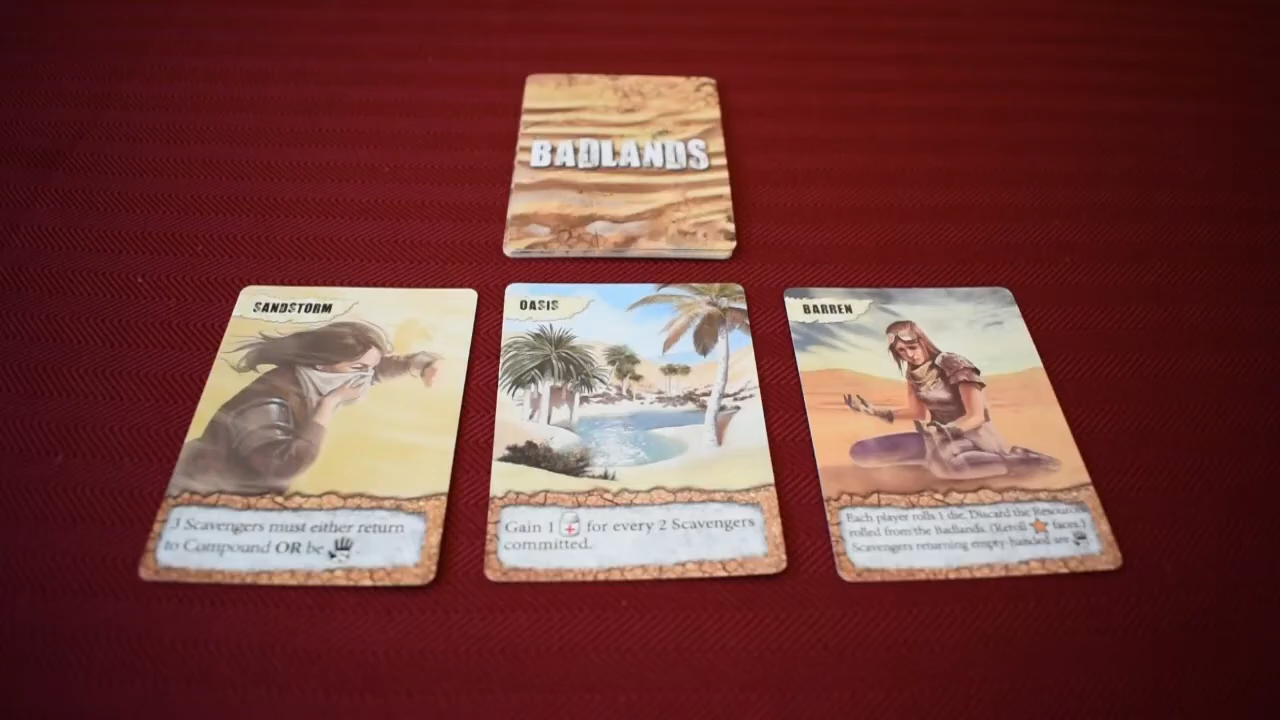 BADLANDS
SANDSTORM
3 Scavengers must either return
to Compound OR be
OASIS
Gain 1 for every 2 Scavengers
committed.
BARREN
Each player rolls 1 die. Discard the Resources
rolled from the Badlands. (Reroll faces.)
Scavengers returning empty-handed are